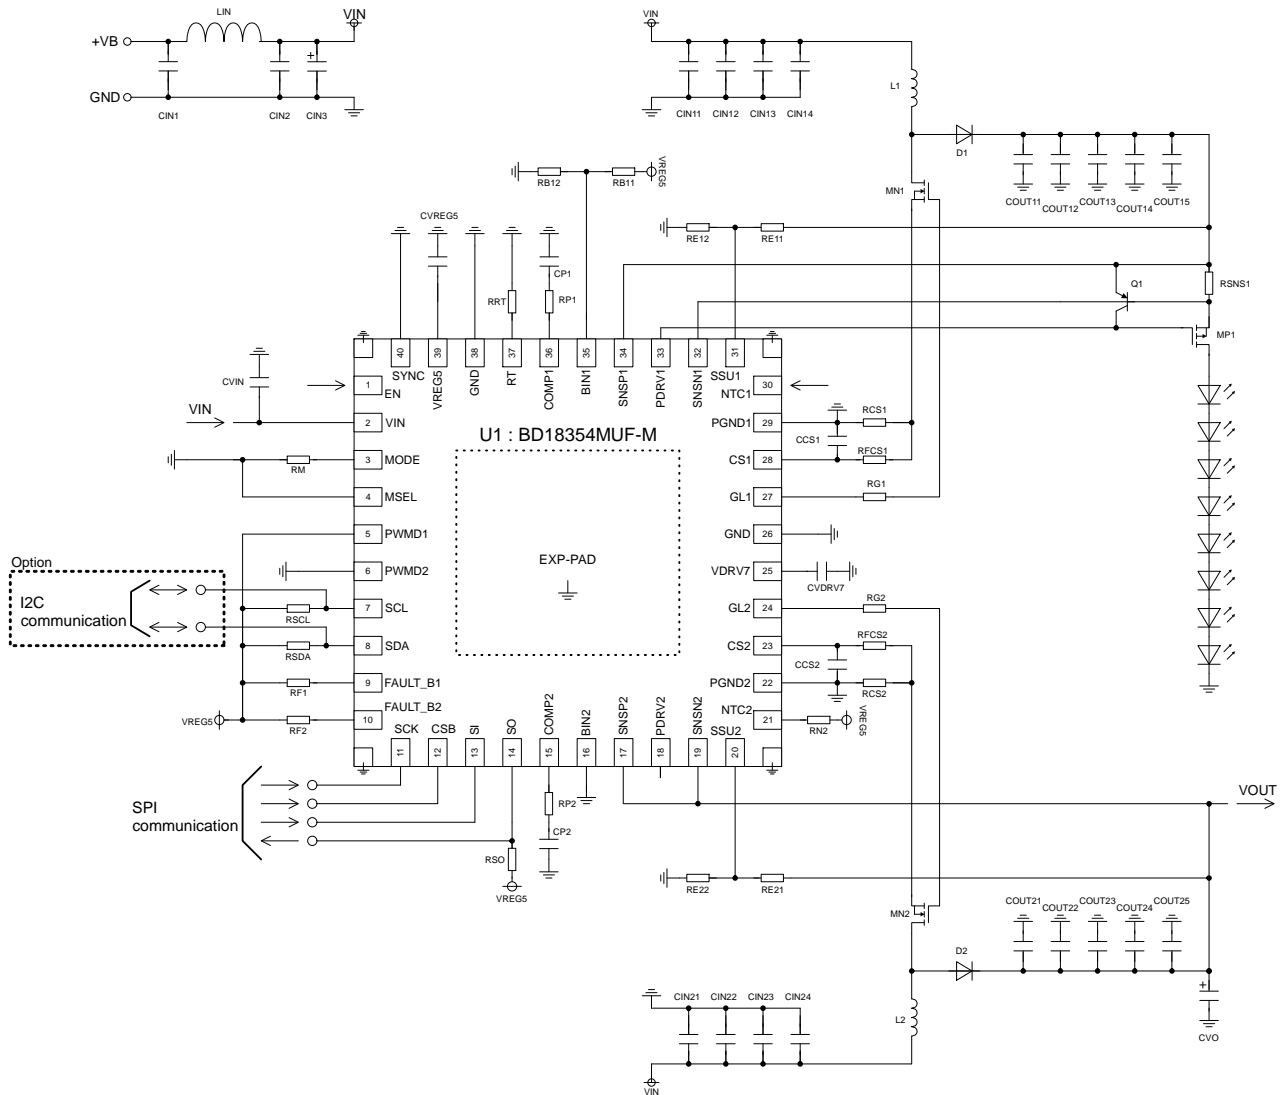 LIN
VIN
+VB
GND
CIN1
CIN2
CIN3
VIN
CIN11
CIN12
CIN13
CIN14
L1
D1
COUT11
COUT12
COUT13
COUT14
COUT15
MN1
RB12
RB11
VREG5
RE12
RE11
CVREG5
CP1
RRT
RP1
Q1
RSNS1
MP1
40
39
38
37
36
35
34
33
32
31
SYNC
VREG5
GND
RT
COMP1
BIN1
SNSP1
PDRV1
SNSN1
SSU1
CVIN
VIN
1
EN
2
VIN
3
MODE
4
MSEL
5
PWMD1
6
PWMD2
7
SCL
8
SDA
9
FAULT_B1
10
FAULT_B2
RM
RSCL
RSDA
RF1
RF2
VREG5
Option
I2C
communication
U1 : BD18354MUF-M
EXP-PAD
NTC1
30
PGND1
29
CS1
28
GL1
27
GND
26
VDRV7
25
GL2
24
CS2
23
PGND2
22
NTC2
21
RCS1
CCS1
RFCS1
RG1
CVDRV7
RG2
RFCS2
CCS2
RCS2
RN2
VREG5
SCK
CSB
SI
SO
COMP2
BIN2
SNSP2
PDRV2
SNSN2
SSU2
11
12
13
14
15
16
17
18
19
20
SPI
communication
RSO
VREG5
RP2
CP2
VOUT
RE22
RE21
MN2
COUT21
COUT22
COUT23
COUT24
COUT25
D2
CIN21
CIN22
CIN23
CIN24
L2
CVO
VIN